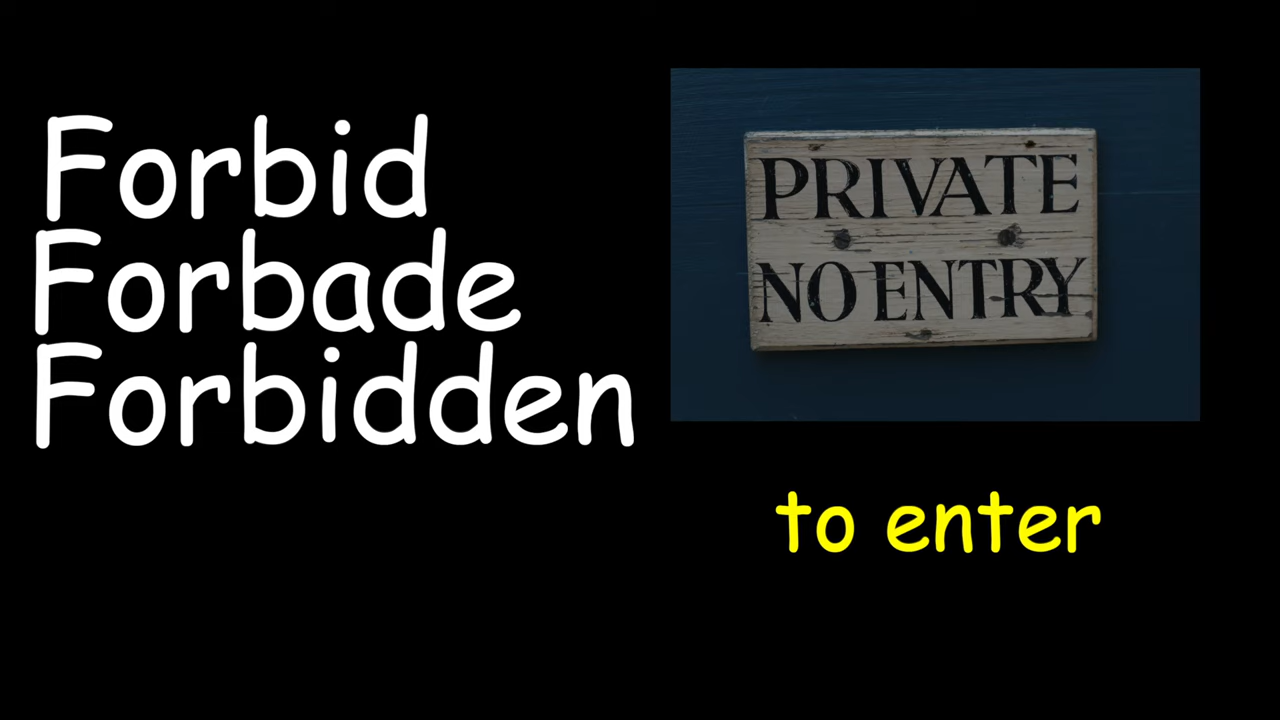 Forbid
Forbade
Forbidden
PRIVATE
NO ENTRY
to enter